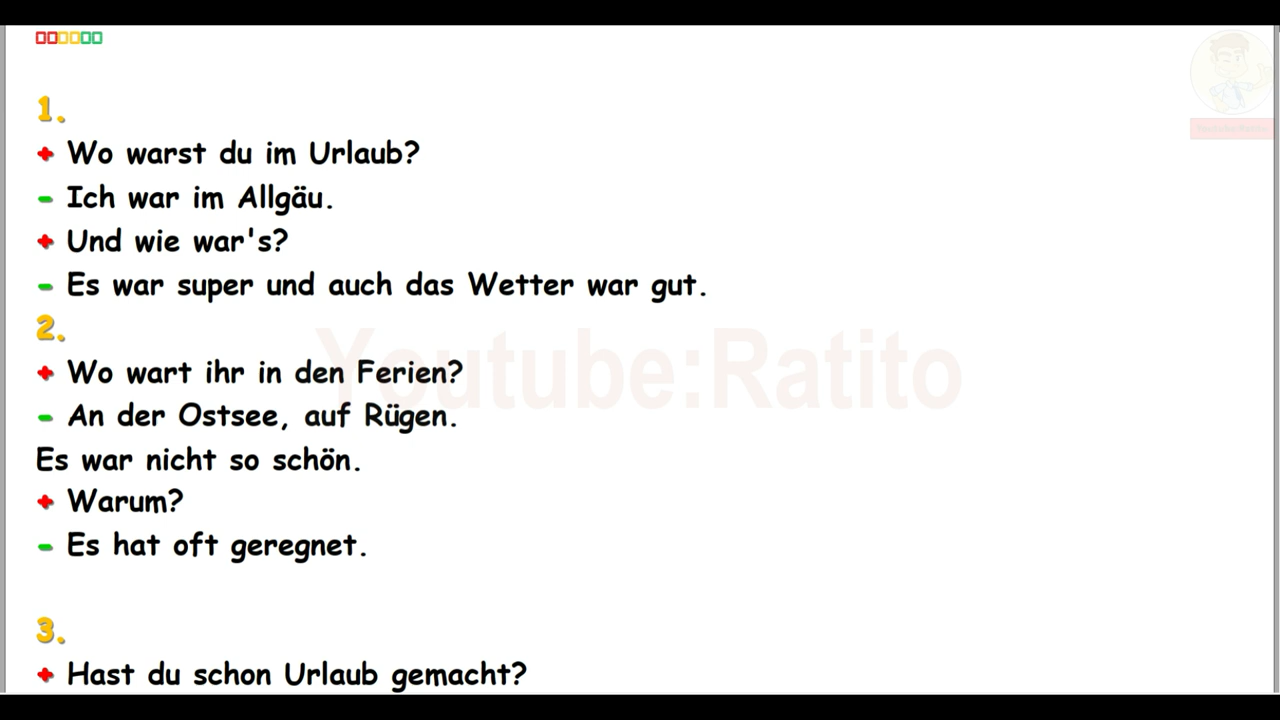 1.
+ Wo warst du im Urlaub?
- Ich war im Allgäu.
+ Und wie war's?
- Es war super und auch das Wetter war gut.
2.
+ Wo wart ihr in den Ferien?
- An der Ostsee, auf Rügen.
Es war nicht so schön.
+ Warum?
- Es hat oft geregnet.
3.
+ Hast du schon Urlaub gemacht?
Youtube:Ratito